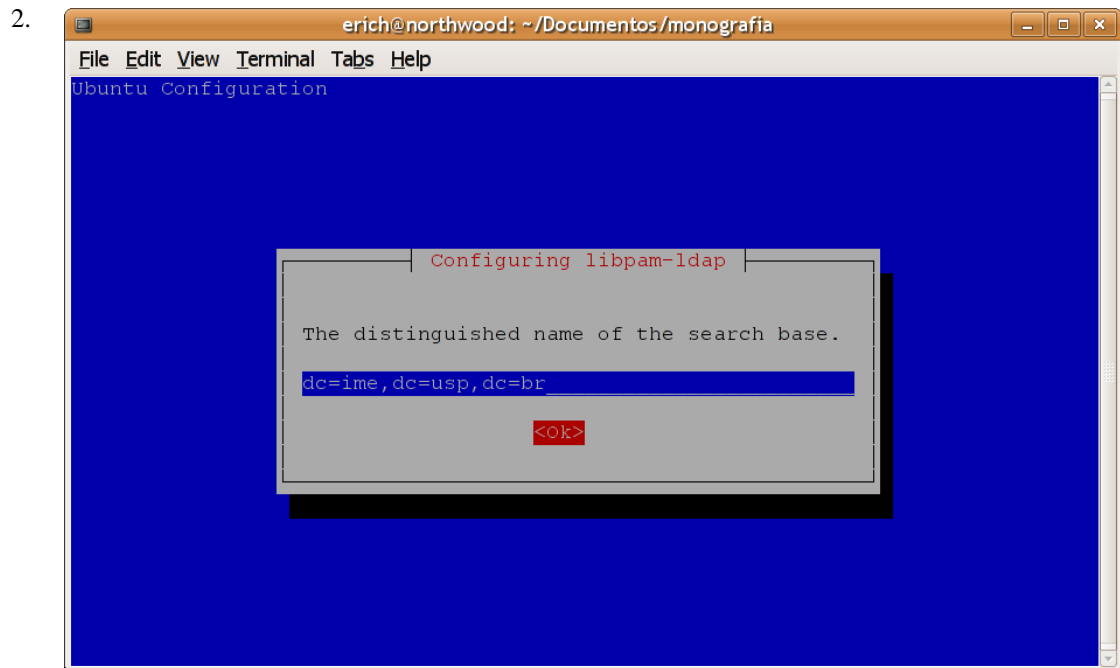 2.
erich@northwood: ~/Documentos/monografia
File Edit View Terminal Tabs Help
Ubuntu Configuration
Configuring libpam-ldap
The distinguished name of the search base.
dc=ime,dc=usp,dc=br
<Ok>